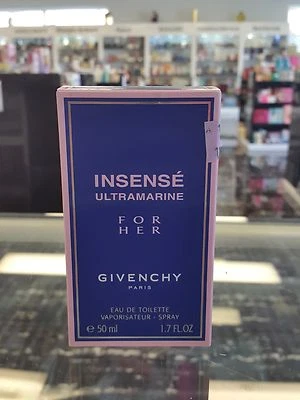 INSENSÉ
ULTRAMARINE
FOR
HER
GIVENCHY
PARIS
EAU DE TOILETTE
VAPORISATEUR - SPRAY
e 50 ml 1.7 FL.OZ